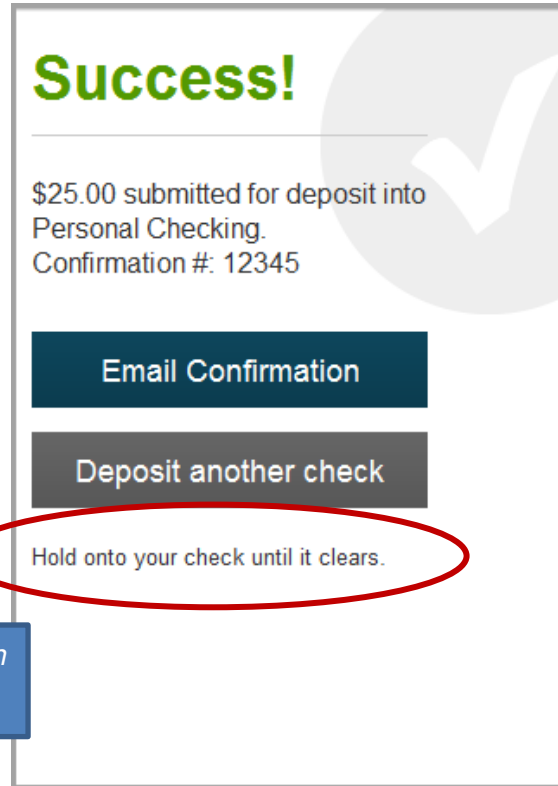 Success!
$25.00 submitted for deposit into
Personal Checking.
Confirmation #: 12345
Email Confirmation
Deposit another check
Hold onto your check until it clears.